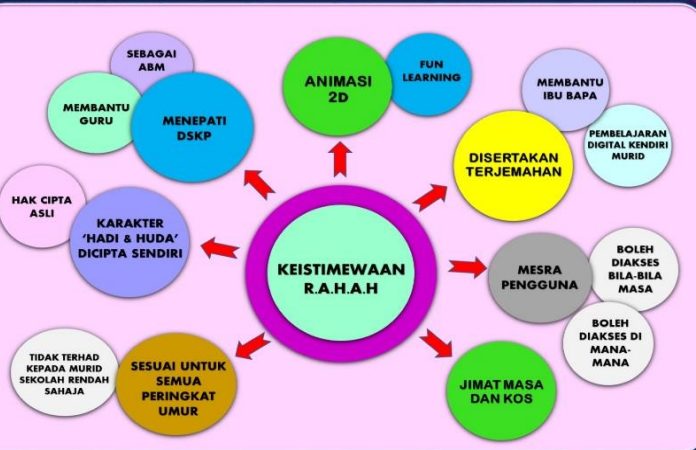 KEISTIMEWAAN
R.A.H.A.H
ANIMASI
2D
FUN
LEARNING
DISERTAKAN
TERJEMAHAN
MEMBANTU
IBU BAPA
PEMBELAJARAN
DIGITAL KENDIRI
MURID
MESRA
PENGGUNA
BOLEH
DIAKSES
BILA-BILA
MASA
BOLEH
DIAKSES DI
MANA-
MANA
JIMAT MASA
DAN KOS
SESUAI UNTUK
SEMUA
PERINGKAT
UMUR
TIDAK TERHAD
KEPADA MURID
SEKOLAH RENDAH
SAHAJA
KARAKTER
‘HADI & HUDA’
DICIPTA SENDIRI
HAK CIPTA
ASLI
MENEPATI
DSKP
MEMBANTU
GURU
SEBAGAI
ABM